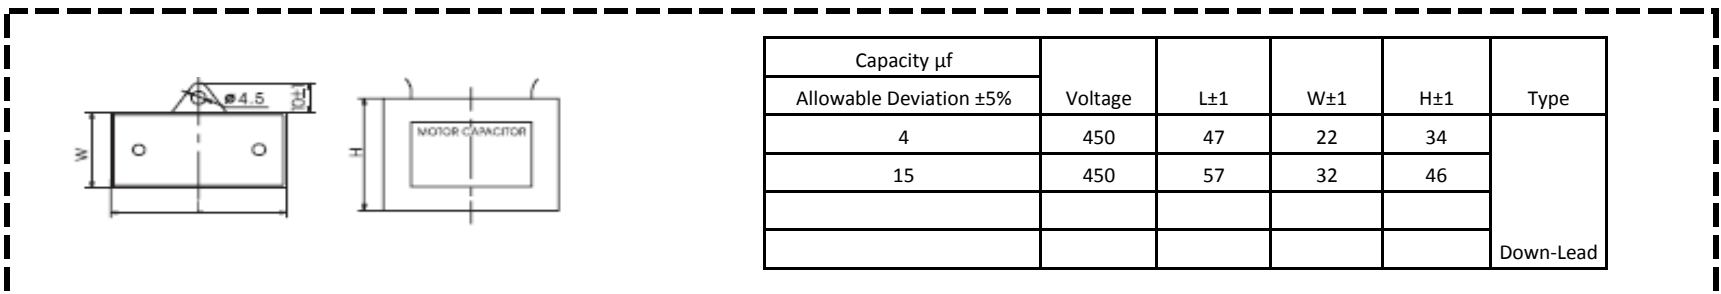 ø4.5
10±1
W
H
MOTOR CAPACITOR
Capacity µf
Allowable Deviation ±5% Voltage L±1 W±1 H±1 Type
4 450 47 22 34
15 450 57 32 46
Down-Lead